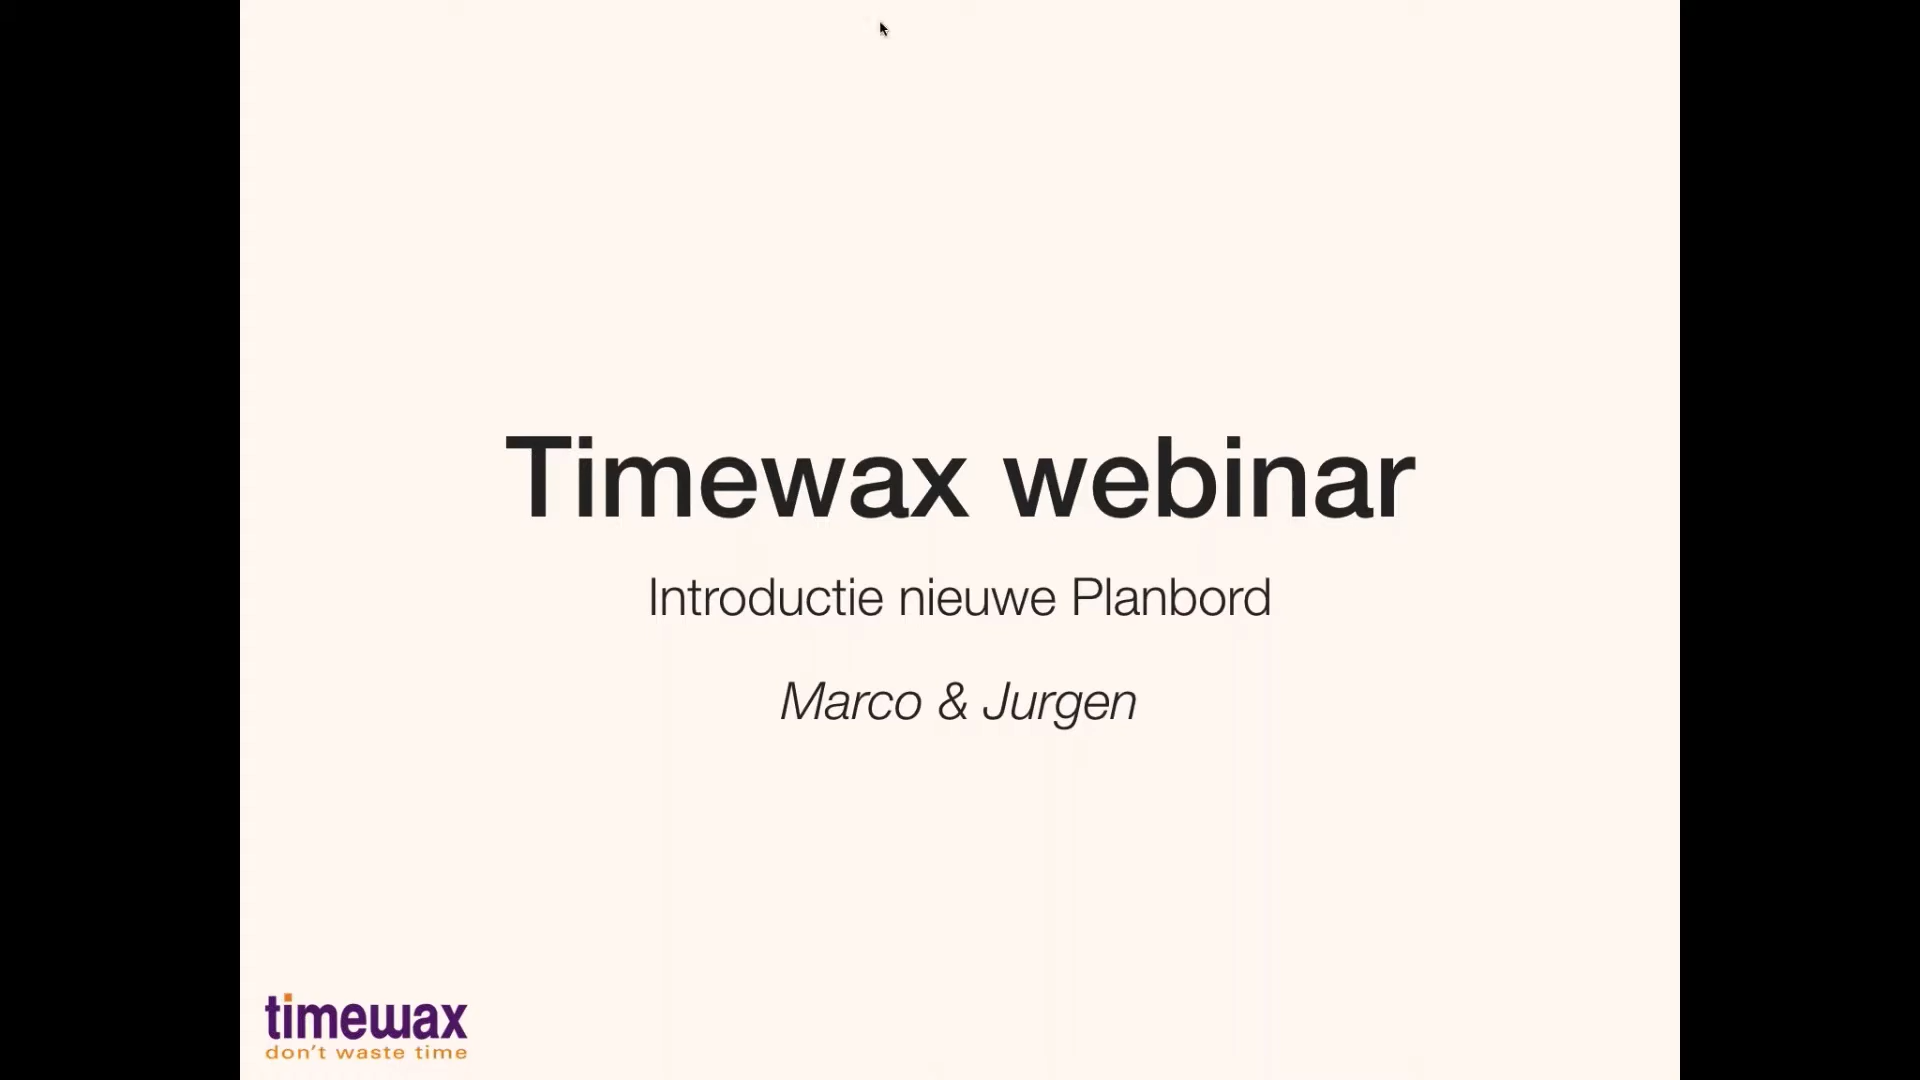 Timewax webinar
Introductie nieuwe Planbord
Marco & Jurgen
timewax
don't waste time